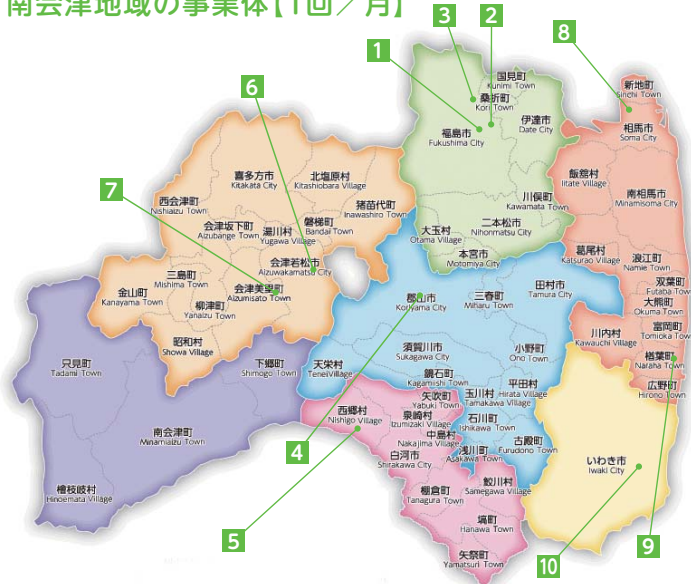 南会津地域の事業体【1回／月】
3
2
8
1
国見町
Kunimi Town
桑折町
Kori Town
新地町
Sinchi Town
6
伊達市
Date City
福島市
Fukushima City
相馬市
Soma City
喜多方市
Kitakata City
北塩原村
Kitashiobara Village
飯舘村
Iitate Village
7
西会津町
Nishiaizu Town
猪苗代町
Inawashiro Town
川俣町
Kawamata Town
南相馬市
Minamisoma City
会津坂下町
Aizubange Town
湯川村
Yugawa Village
磐梯町
Bandai Town
大玉村
Otama Village
二本松市
Nihonmatsu City
本宮市
Motomiya City
葛尾村
Katsurao Village
浪江町
Namie Town
会津若松市
Aizuwakamatsu City
三島町
Mishima Town
双葉町
Futaba Town
金山町
Kanayama Town
会津美里町
Aizumisato Town
郡山市
Koriyama City
三春町
Miharu Town
田村市
Tamura City
大熊町
Okuma Town
柳津町
Yanaizu Town
富岡町
Tomioka Town
川内村
Kawauchi Village
昭和村
Showa Village
須賀川市
Sukagawa City
小野町
Ono Town
楢葉町
Naraha Town
只見町
Tadami Town
下郷町
Shimogo Town
天栄村
TeneiVillage
鏡石町
Kagamishi Town
平田村
Hirata Village
広野町
Hirono Town
矢吹町
Yabuki Town
玉川村
Tamakawa Village
西郷村
Nishigo Village
泉崎村
Izumizaki Village
石川町
Ishikawa Town
中島村
Nakajima Village
南会津町
Minamiaizu Town
4
白河市
Shirakawa City
浅川町
Asakawa Town
古殿町
Furudono Town
いわき市
Iwaki City
檜枝岐村
Hinoemata Village
棚倉町
Tanagura Town
鮫川村
Samegawa Village
塙町
Hanawa Town
5
9
矢祭町
Yamatsuri Town
10